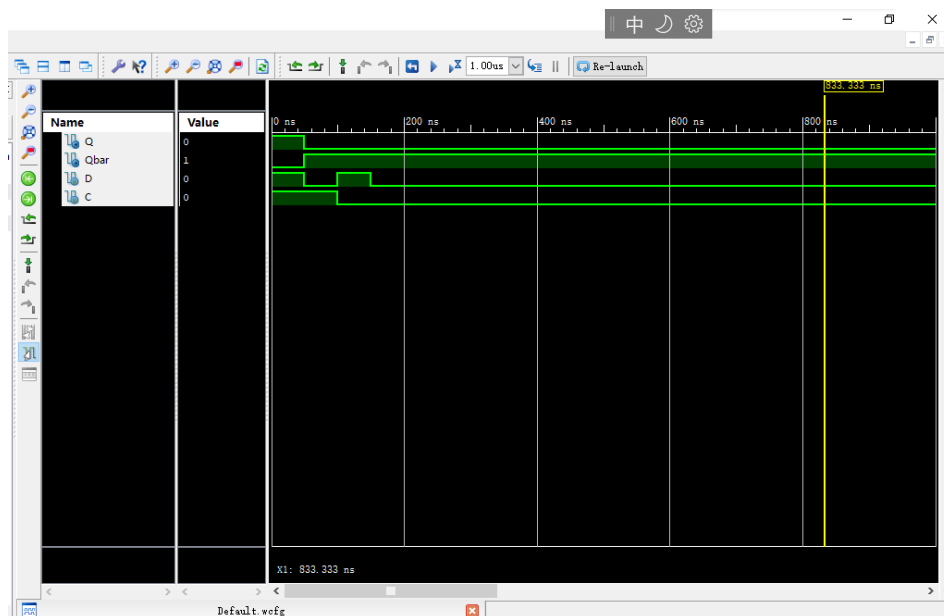 中
1.00us
Re-launch
833.333 ns
Name
Value
0 ns
200 ns
400 ns
600 ns
800 ns
Q
0
Qbar
1
D
0
C
0
X1: 833.333 ns
Default.wcfg